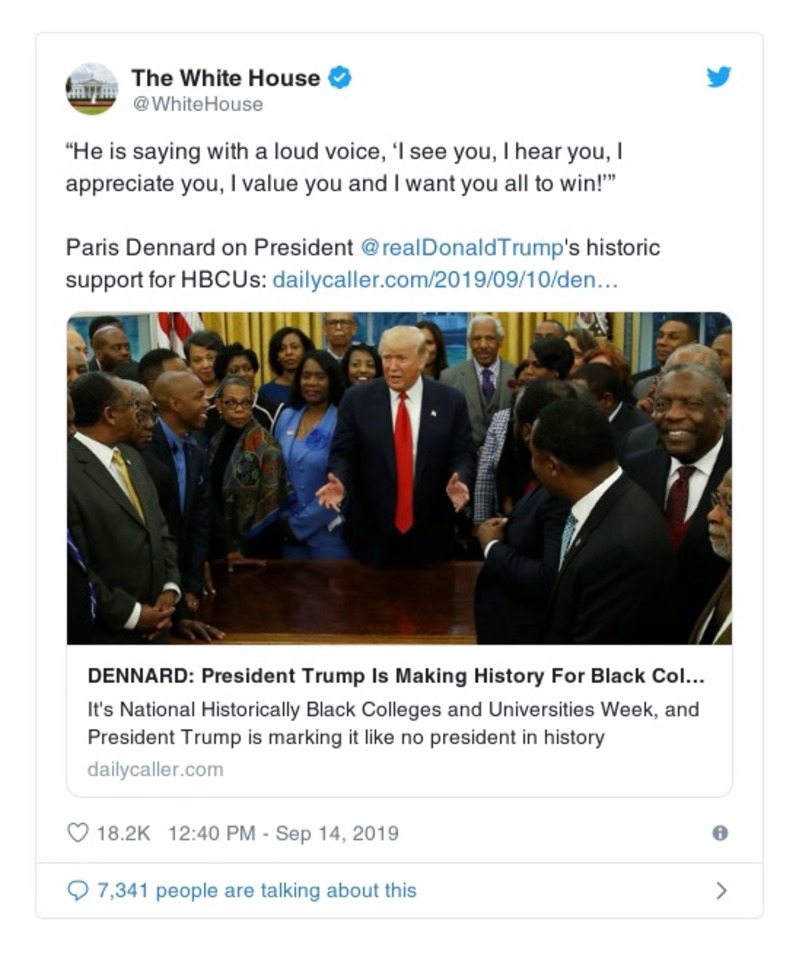 The White House
@WhiteHouse
“He is saying with a loud voice, ‘I see you, I hear you, I
appreciate you, I value you and I want you all to win!’”
Paris Dennard on President @realDonaldTrump's historic
support for HBCUs: dailycaller.com/2019/09/10/den…
DENNARD: President Trump Is Making History For Black Col...
It's National Historically Black Colleges and Universities Week, and
President Trump is marking it like no president in history
dailycaller.com
18.2K 12:40 PM - Sep 14, 2019
7,341 people are talking about this